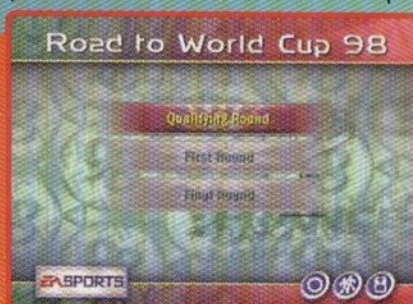 Road to World Cup 98
Qualifying Round
First Round
Final Round
EA SPORTS